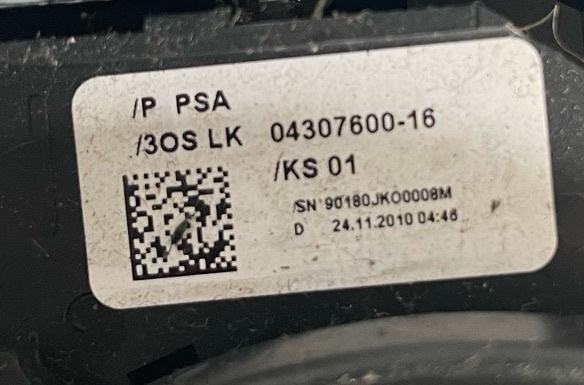 /P PSA
/3OS LK 04307600-16
/KS 01
/SN 90180JKO0008M
D 24.11.2010 04:46